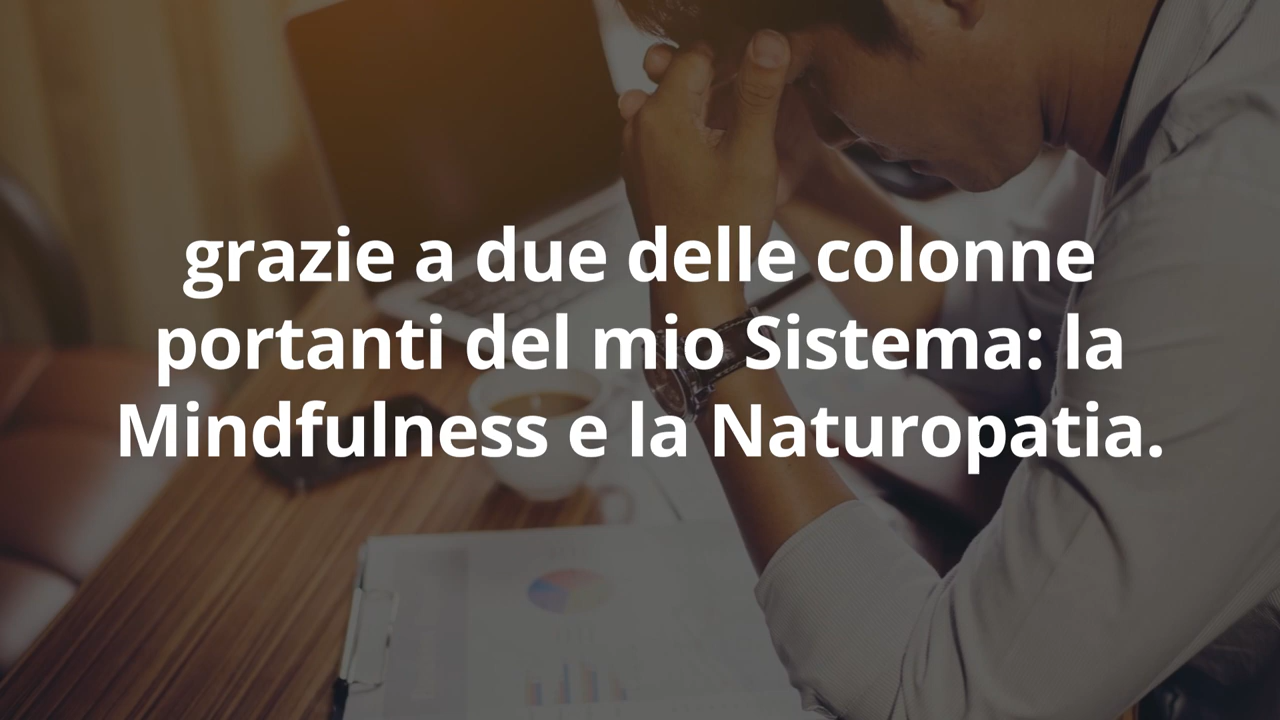 grazie a due delle colonne
portanti del mio Sistema: la
Mindfulness e la Naturopatia.